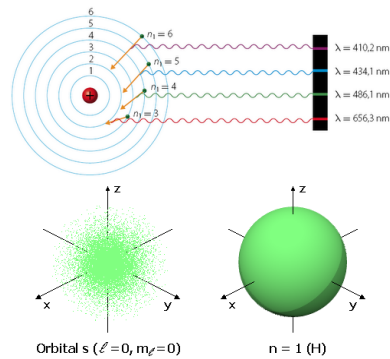 6
5
4
3
2
1
+
n₁ = 6
n₁ = 5
n₁ = 4
n₁ = 3
λ = 410,2 nm
λ = 434,1 nm
λ = 486,1 nm
λ = 656,3 nm
z
x
y
z
x
y
Orbital s (ℓ=0, mℓ=0)
n = 1 (H)